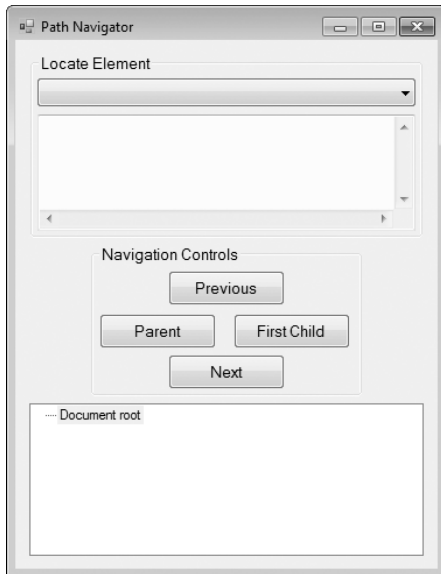 Path Navigator
Locate Element
Navigation Controls
Previous
Parent First Child
Next
Document root